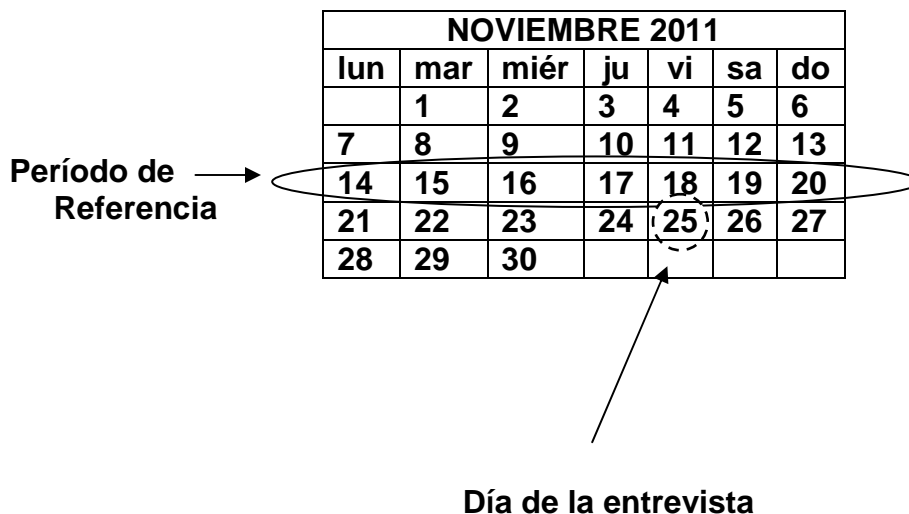 NOVIEMBRE 2011
lun mar miér ju vi sa do
1 2 3 4 5 6
7 8 9 10 11 12 13
Período de
Referencia
14 15 16 17 18 19 20
21 22 23 24 25 26 27
28 29 30
Día de la entrevista